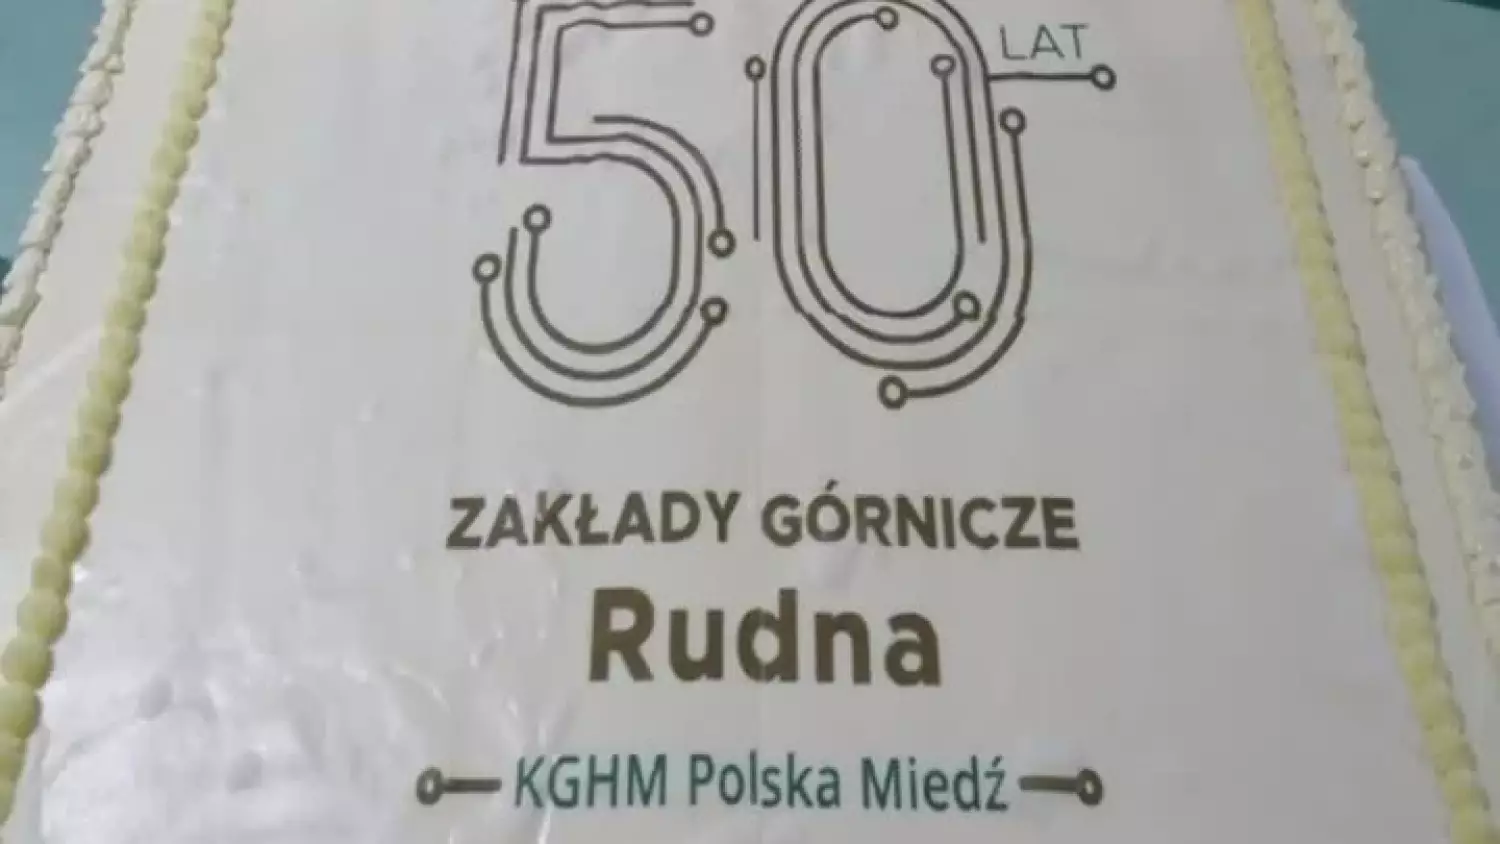 50 LAT
ZAKŁADY GÓRNICZE
Rudna
KGHM Polska Miedź